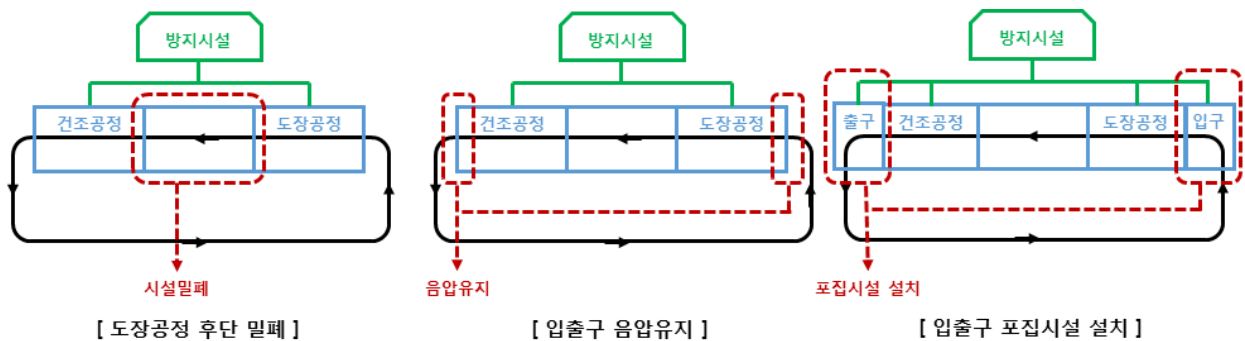 방지시설
건조공정
도장공정
시설밀폐
[ 도장공정 후단 밀폐 ]
방지시설
건조공정
도장공정
음압유지
[ 입출구 음압유지 ]
방지시설
출구
건조공정
도장공정
입구
포집시설 설치
[ 입출구 포집시설 설치 ]